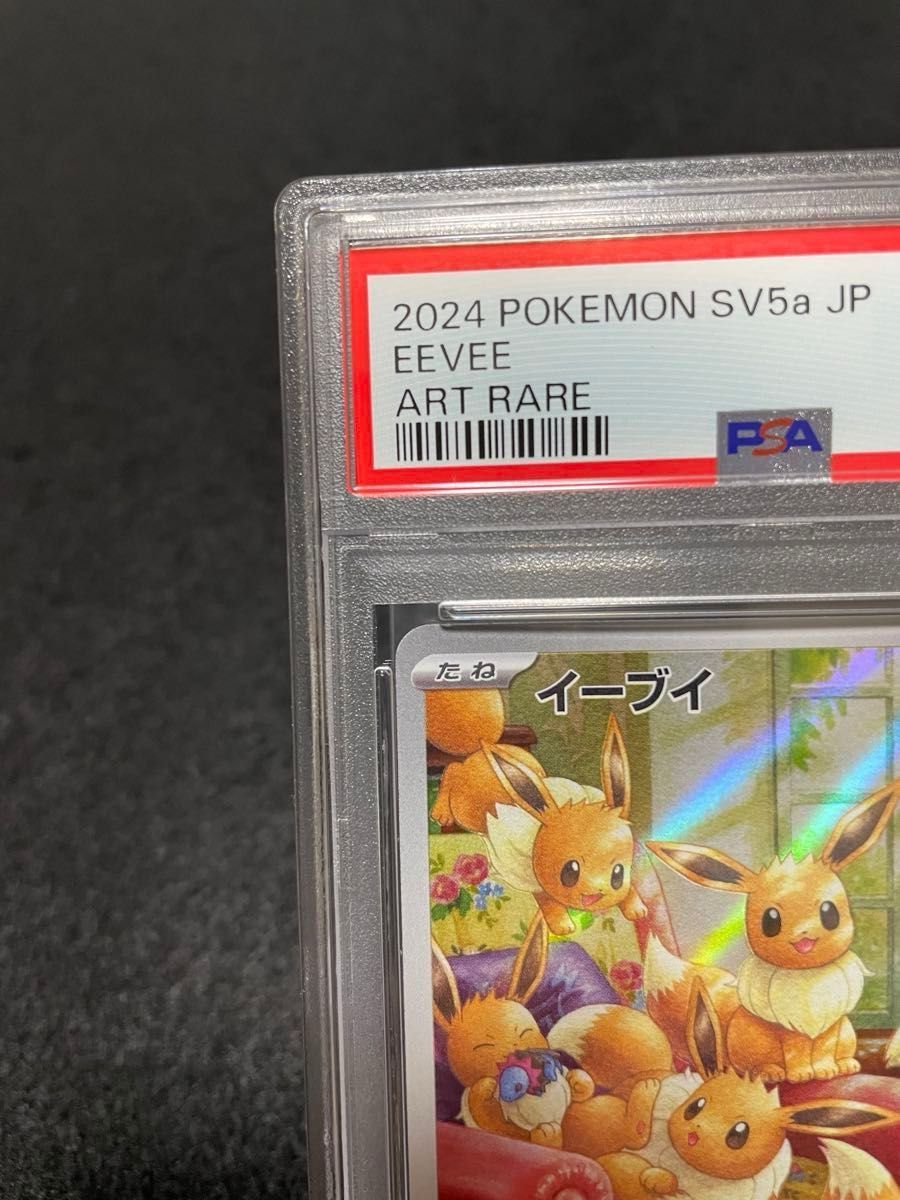 2024 POKEMON SV5a JP
EEVEE
ART RARE
PSA
たね
イーブイ